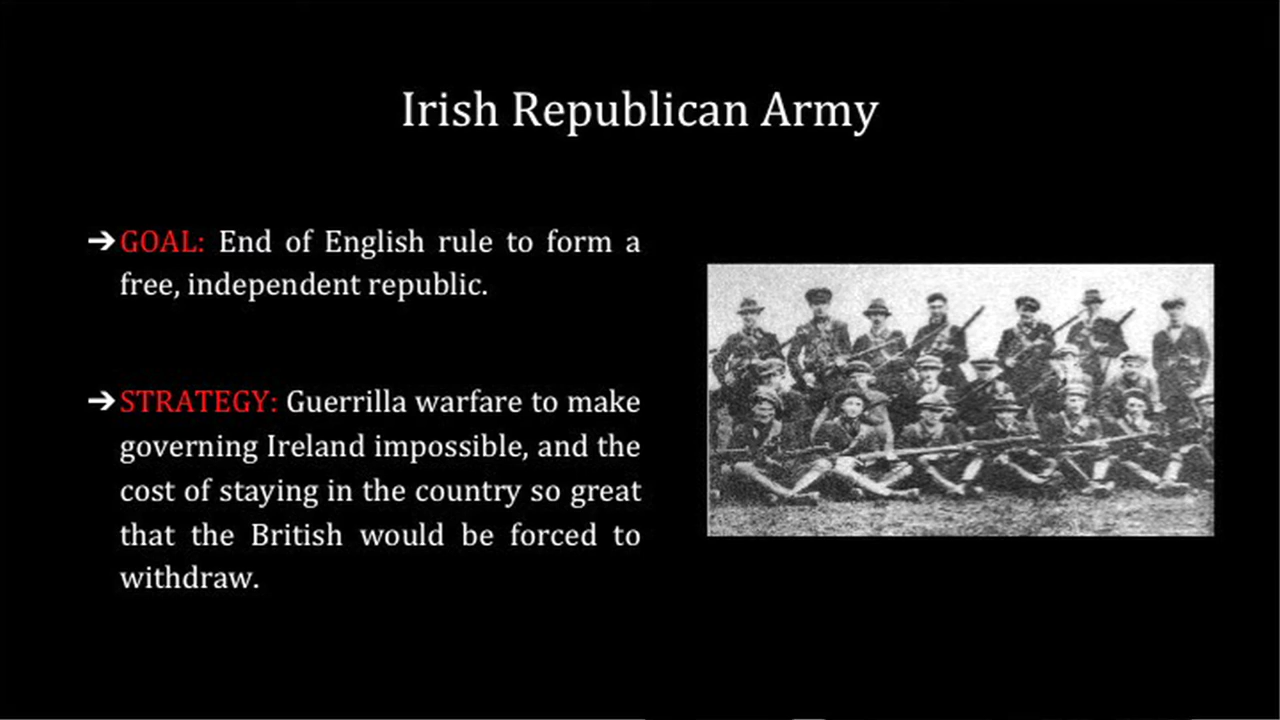 Irish Republican Army
➔GOAL: End of English rule to form a
free, independent republic.
➔STRATEGY: Guerrilla warfare to make
governing Ireland impossible, and the
cost of staying in the country so great
that the British would be forced to
withdraw.